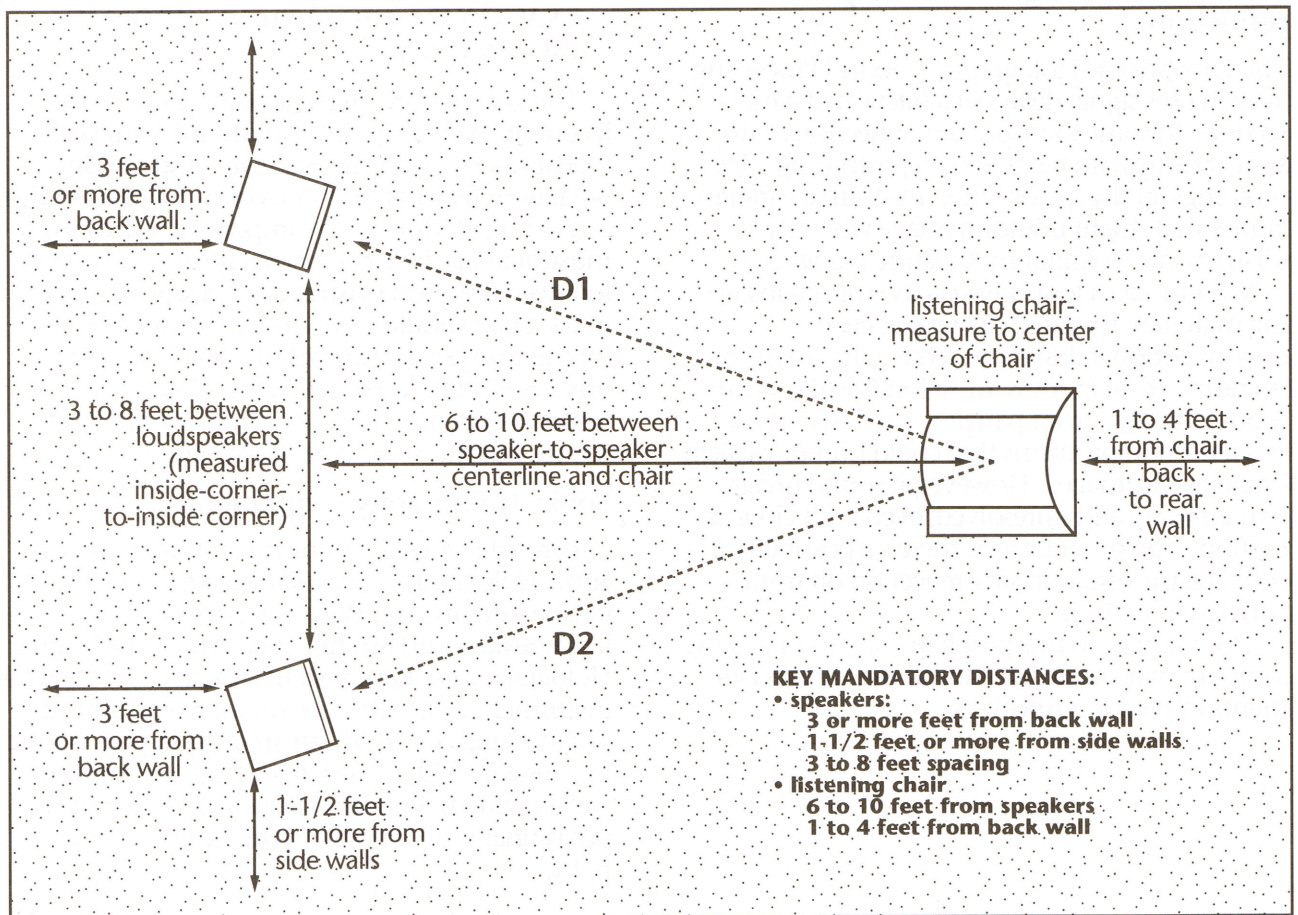 3 feet
or more from
back wall
D1
listening chair-
measure to center
of chair
3 to 8 feet between
loudspeakers
(measured
inside-corner-
to-inside corner)
6 to 10 feet between
speaker-to-speaker
centerline and chair
1 to 4 feet
from chair
back
to rear
wall
D2
3 feet
or more from
back wall
1-1/2 feet
or more from
side walls
KEY MANDATORY DISTANCES:
• speakers:
3 or more feet from back wall
1-1/2 feet or more from side walls
3 to 8 feet spacing
• listening chair
6 to 10 feet from speakers
1 to 4 feet from back wall